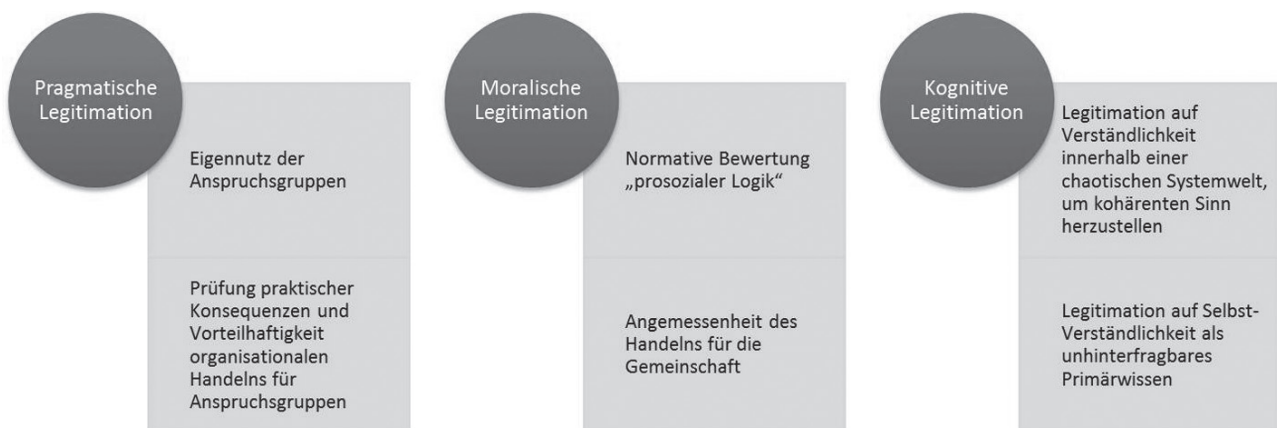 Pragmatische
Legitimation
Eigennutz der
Anspruchsgruppen
Prüfung praktischer
Konsequenzen und
Vorteilhaftigkeit
organisationalen
Handelns für
Anspruchsgruppen
Moralische
Legitimation
Normative Bewertung
„prosozialer Logik“
Angemessenheit des
Handelns für die
Gemeinschaft
Kognitive
Legitimation
Legitimation auf
Verständlichkeit
innerhalb einer
chaotischen Systemwelt,
um kohärenten Sinn
herzustellen
Legitimation auf Selbst-
Verständlichkeit als
unhinterfragbares
Primärwissen